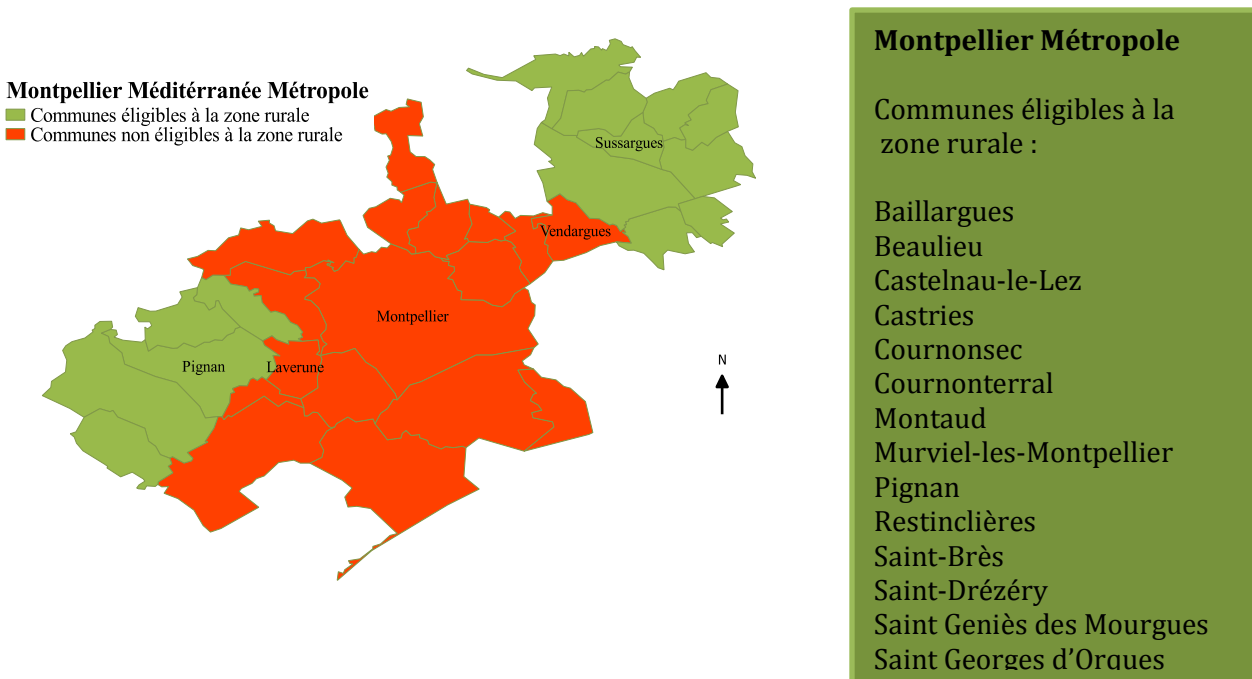 Montpellier Méditérranée Métropole
Communes éligibles à la zone rurale
Communes non éligibles à la zone rurale
Sussargues
Vendargues
Montpellier
Pignan
Laverune
N
Montpellier Métropole
Communes éligibles à la
zone rurale :
Baillargues
Beaulieu
Castelnau-le-Lez
Castries
Cournonsec
Cournonterral
Montaud
Murviel-les-Montpellier
Pignan
Restinclières
Saint-Brès
Saint-Drézéry
Saint Geniès des Mourgues
Saint Georges d’Orques